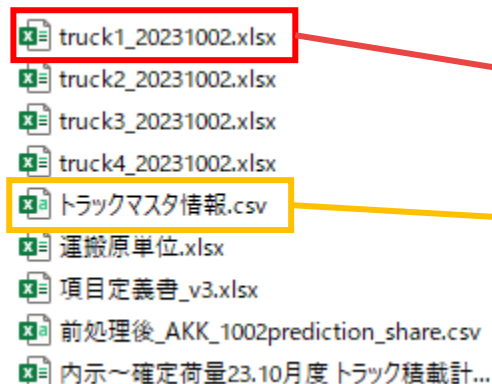 truck1_20231002.xlsx
truck2_20231002.xlsx
truck3_20231002.xlsx
truck4_20231002.xlsx
トラックマスタ情報.csv
運搬原単位.xlsx
項目定義書_v3.xlsx
前処理後_AKK_1002prediction_share.csv
内示～確定荷量23.10月度 トラック積載計...